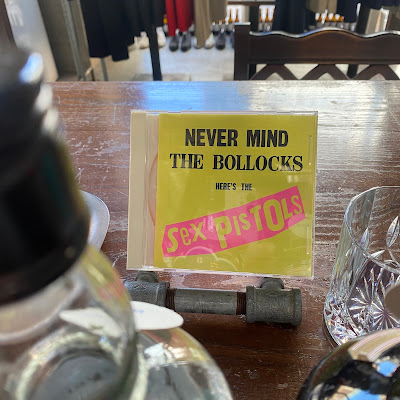 NEVER MIND
THE BOLLOCKS
HERE'S THE
Sex PiSTOLS